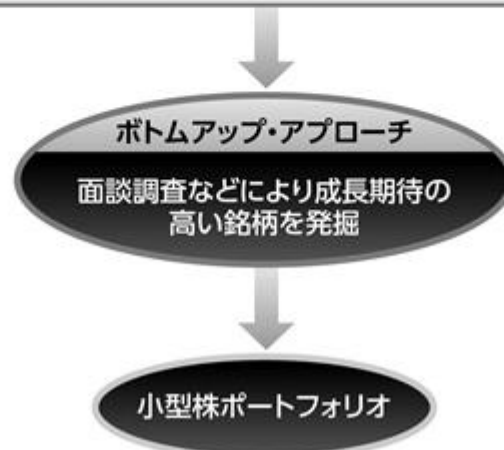 ボトムアップ・アプローチ
面談調査などにより成長期待の
高い銘柄を発掘
小型株ポートフォリオ